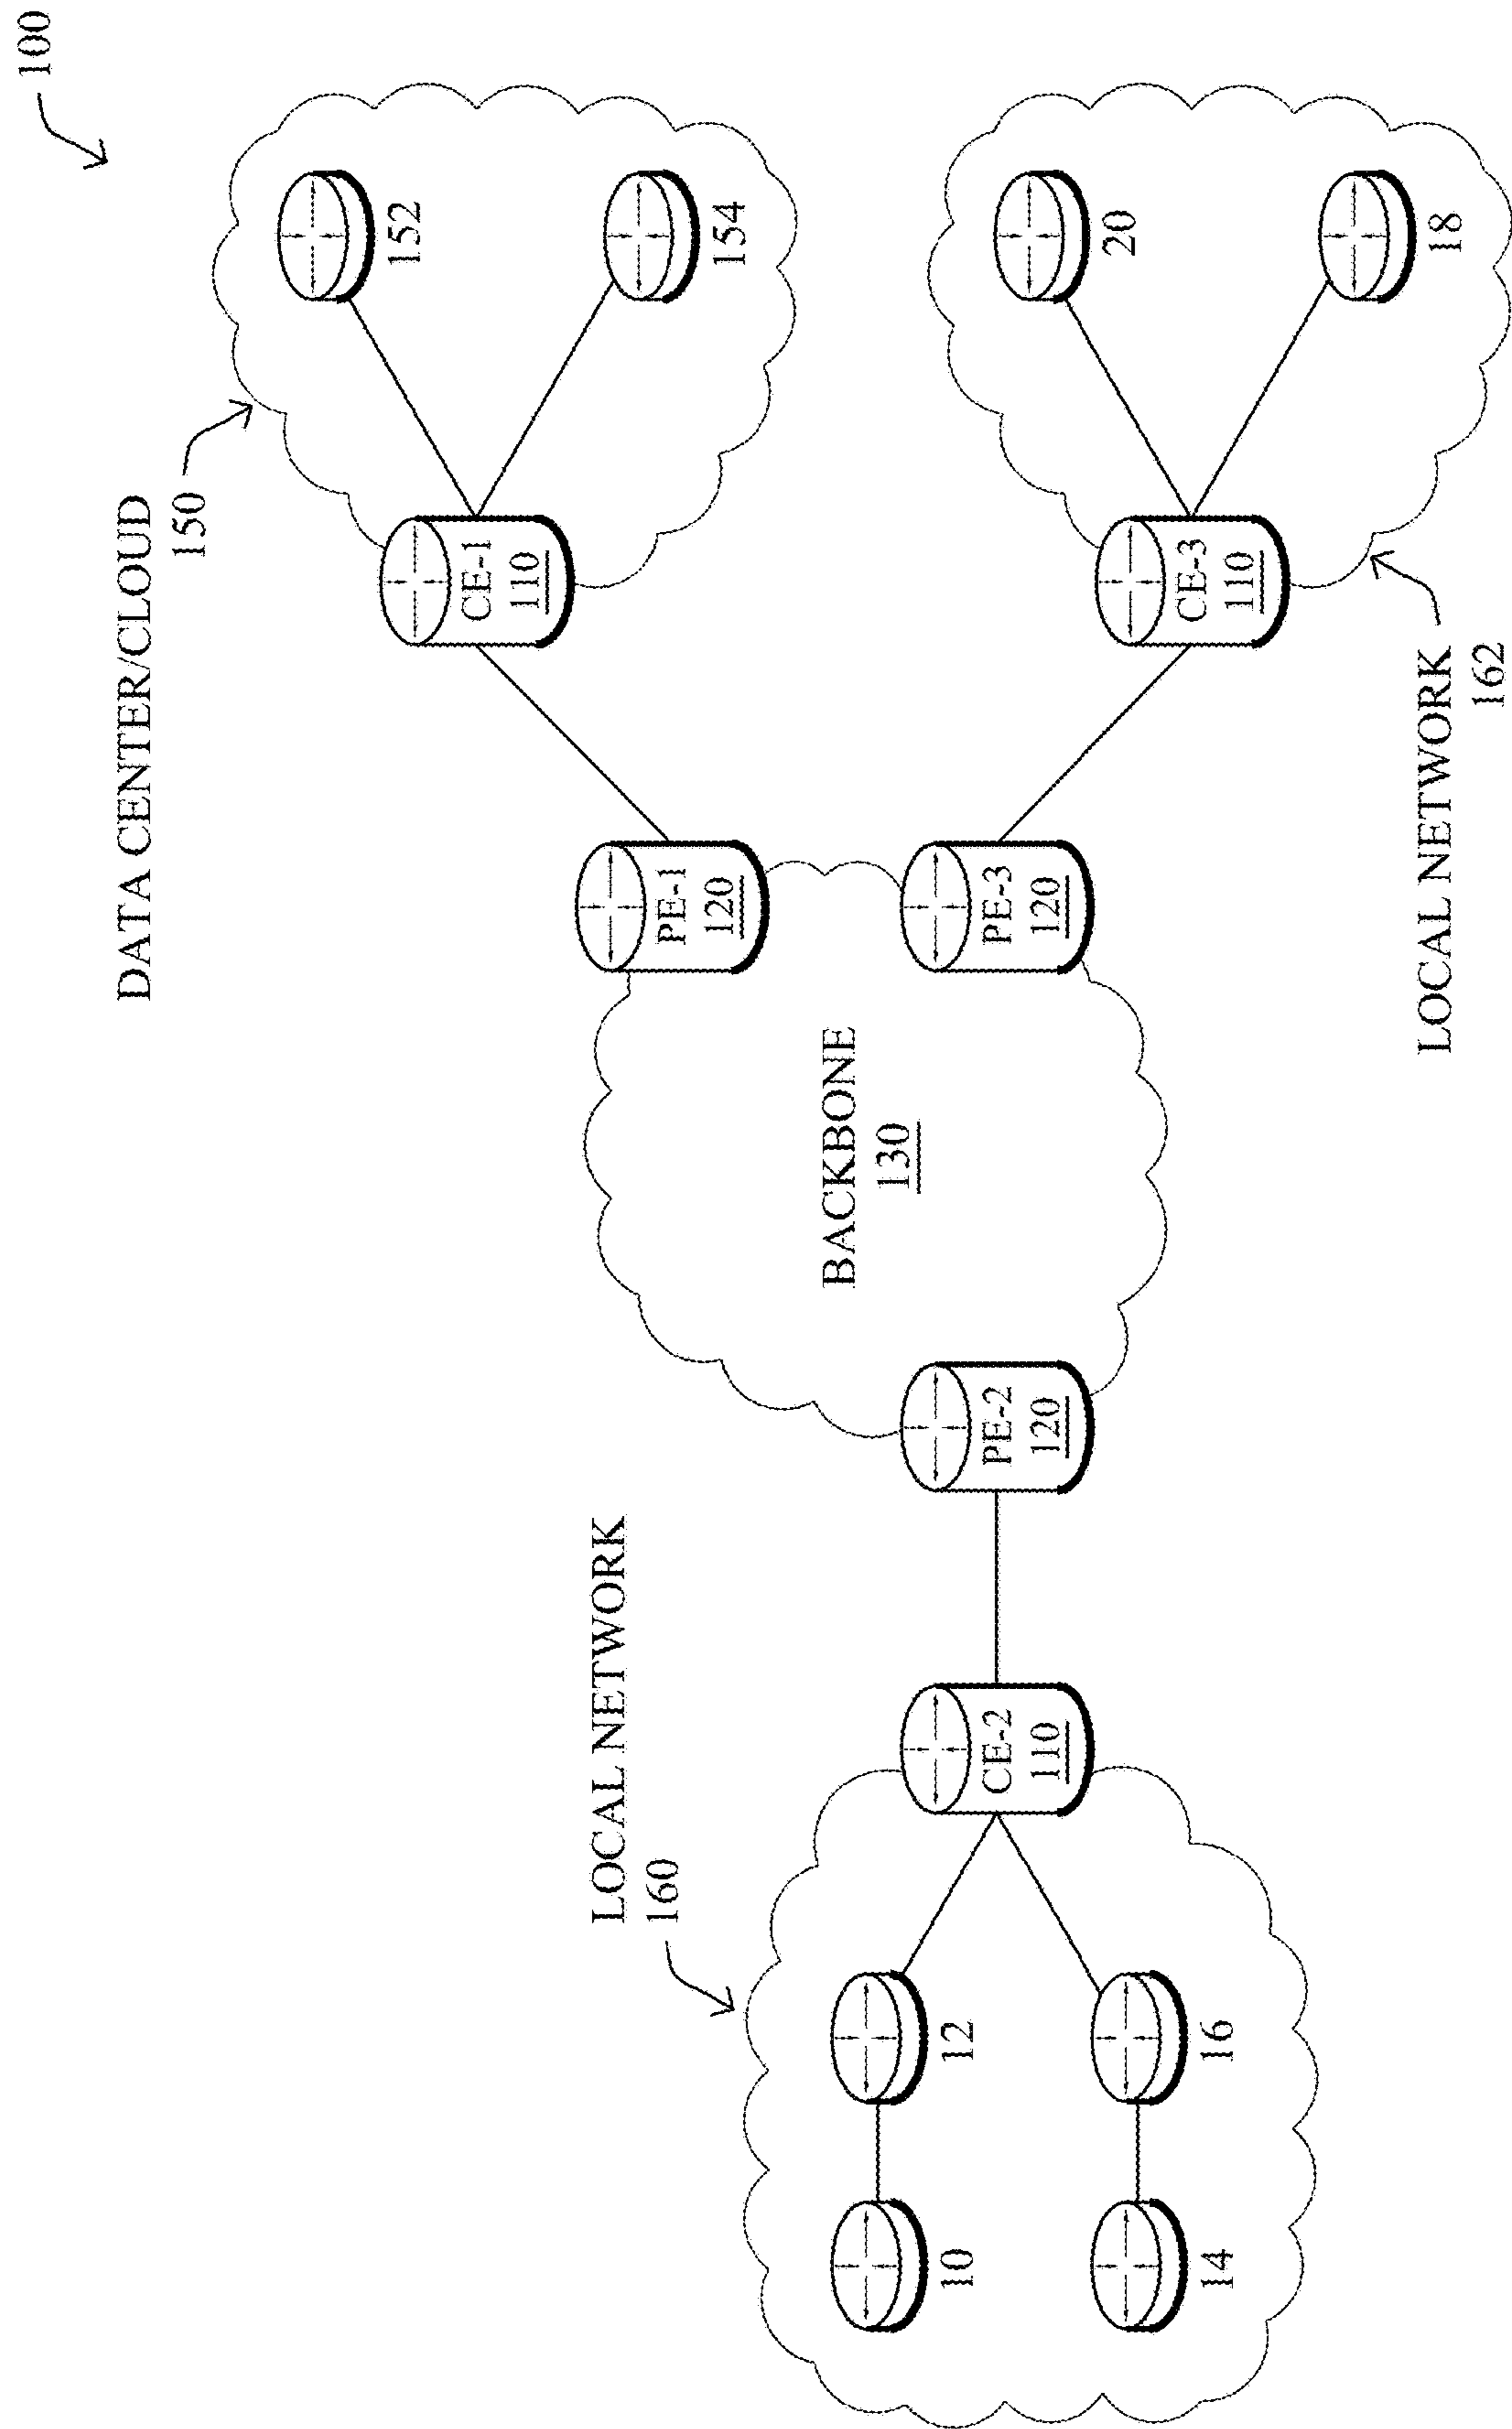 100
DATA CENTER/CLOUD
150
152
154
CE-1
110
PE-1
120
BACKBONE
130
LOCAL NETWORK
160
10
12
14
16
CE-2
110
PE-2
120
PE-3
120
CE-3
110
20
18
LOCAL NETWORK
162